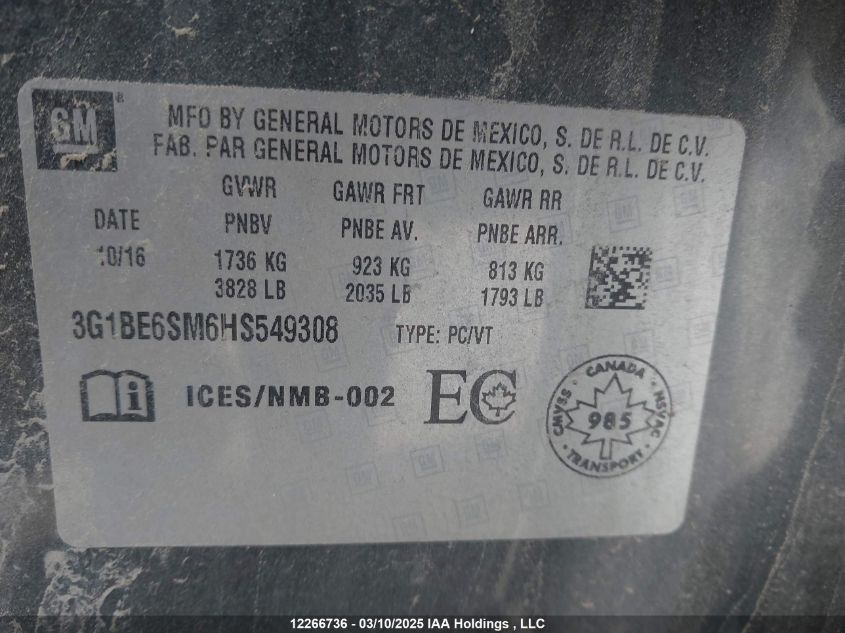 GM®
MFD BY GENERAL MOTORS DE MEXICO, S. DE R.L. DE C.V.
FAB. PAR GENERAL MOTORS DE MEXICO, S. DE R.L. DE C.V.
GVWR GAWR FRT GAWR RR
DATE PNBV PNBE AV. PNBE ARR.
10/16 1736 KG 923 KG 813 KG
3828 LB 2035 LB 1793 LB
3G1BE6SM6HS549308 TYPE: PC/VT
i ICES/NMB-002 EC
CANADA
CMVSS 985 NSVAC
TRANSPORT
12266736 - 03/10/2025 IAA Holdings , LLC